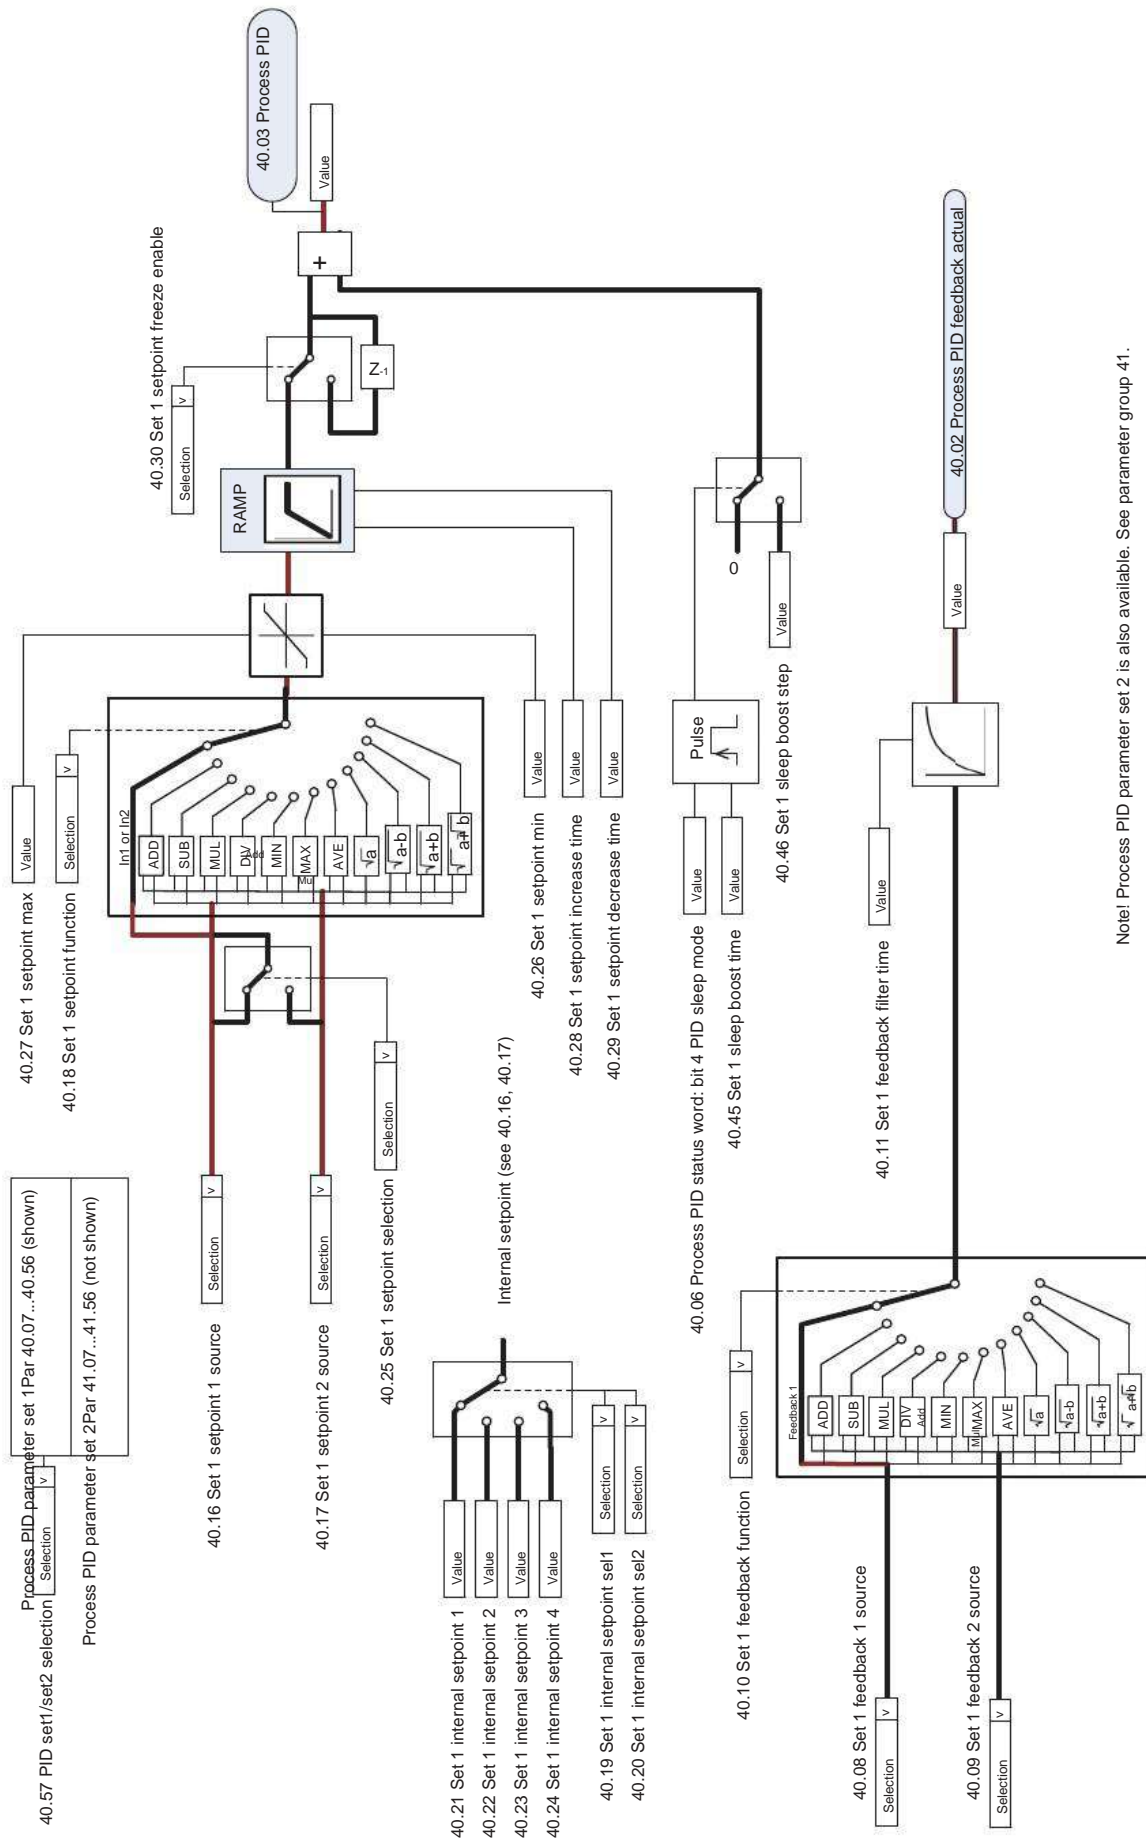 40.57 PID set1/set2 selection
Selection
v
Process PID parameter set 1Par 40.07...40.56 (shown)
Process PID parameter set 2Par 41.07...41.56 (not shown)
40.27 Set 1 setpoint max
Value
40.18 Set 1 setpoint function
Selection
v
40.16 Set 1 setpoint 1 source
Selection
v
40.17 Set 1 setpoint 2 source
Selection
v
40.25 Set 1 setpoint selection
Selection
v
In1 or In2
ADD
SUB
MUL
DIV
Add
MIN
MAX
Mul
AVE
√a
√a-b
√a+b
√a+√b
RAMP
40.30 Set 1 setpoint freeze enable
Selection
v
Z-1
+
40.03 Process PID
Value
40.21 Set 1 internal setpoint 1
Value
40.22 Set 1 internal setpoint 2
Value
40.23 Set 1 internal setpoint 3
Value
40.24 Set 1 internal setpoint 4
Value
40.19 Set 1 internal setpoint sel1
Selection
v
40.20 Set 1 internal setpoint sel2
Selection
v
Internal setpoint (see 40.16, 40.17)
40.26 Set 1 setpoint min
Value
40.28 Set 1 setpoint increase time
Value
40.29 Set 1 setpoint decrease time
Value
40.06 Process PID status word: bit 4 PID sleep mode
Value
40.45 Set 1 sleep boost time
Value
Pulse
0
40.46 Set 1 sleep boost step
Value
40.10 Set 1 feedback function
Selection
v
40.08 Set 1 feedback 1 source
Selection
v
40.09 Set 1 feedback 2 source
Selection
v
Feedback 1
ADD
SUB
MUL
DIV
Add
MIN
Mul
MAX
AVE
√a
√a-b
√a+b
√a+√b
40.11 Set 1 feedback filter time
Value
Value
40.02 Process PID feedback actual
Note! Process PID parameter set 2 is also available. See parameter group 41.